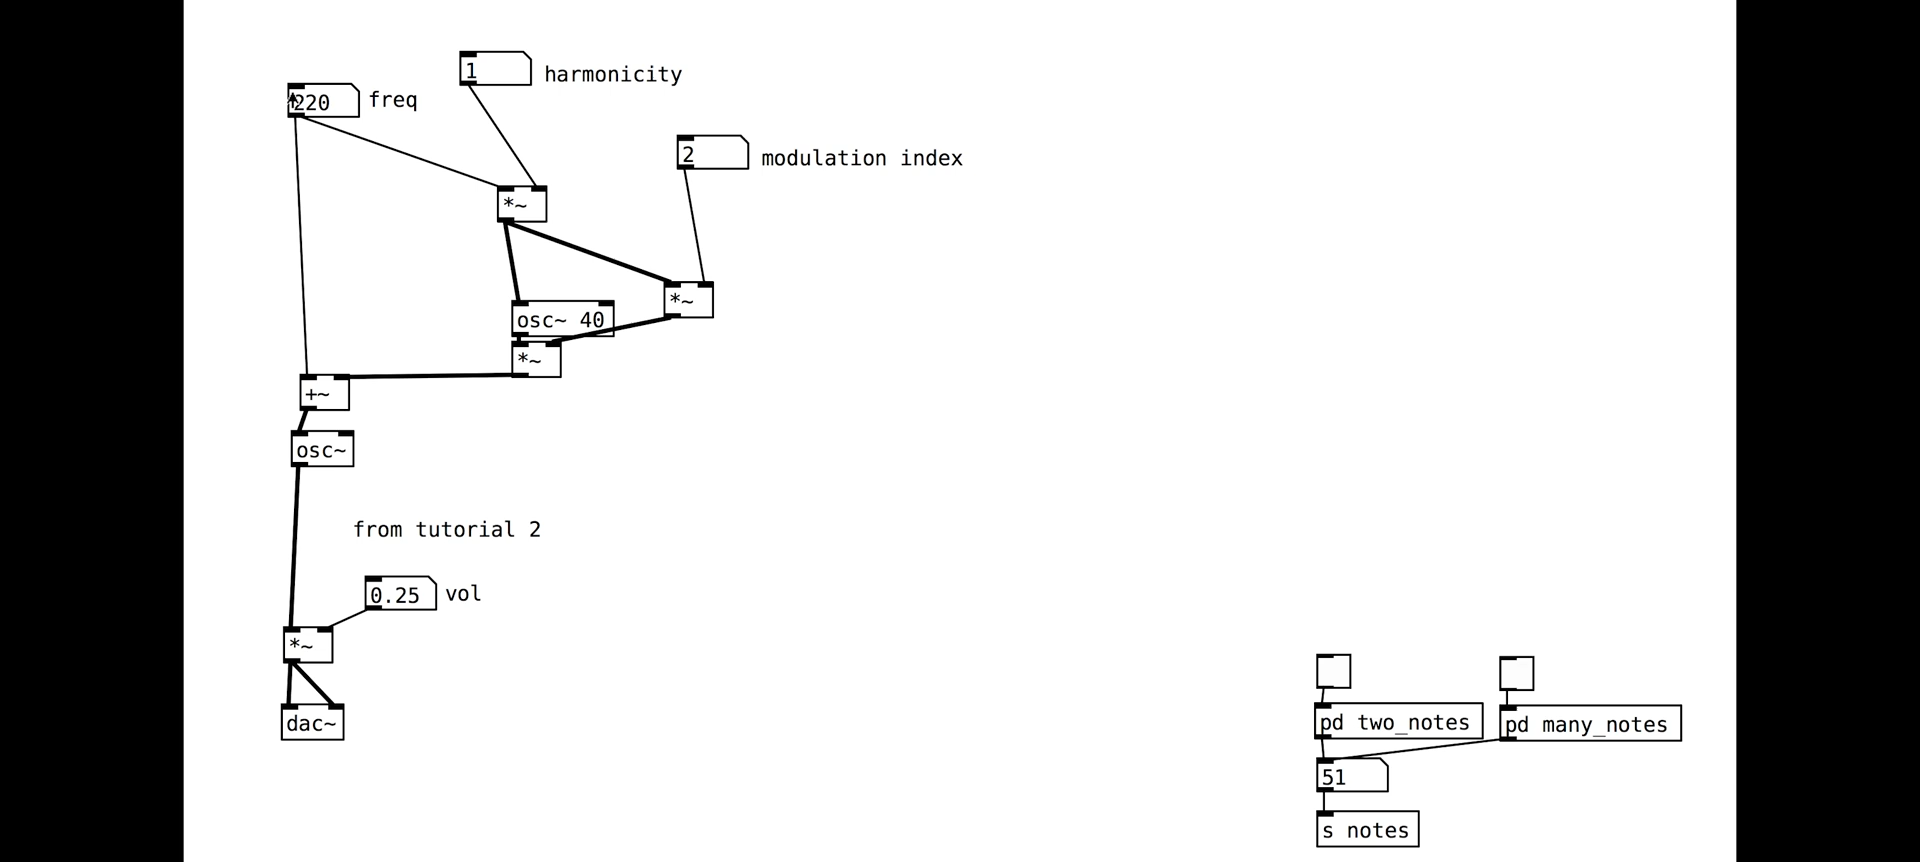 1 harmonicity
220 freq
2 modulation index
*~
*~
osc~ 40
*~
+~
osc~
from tutorial 2
0.25 vol
*~
dac~
pd two_notes
pd many_notes
51
s notes